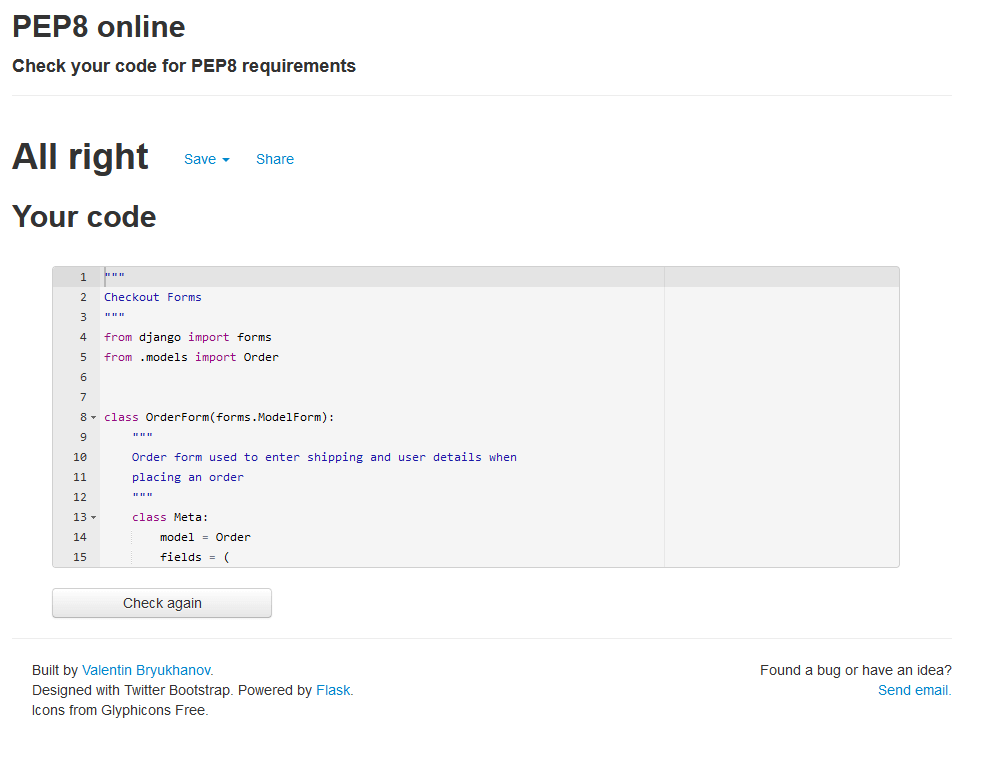 PEP8 online
Check your code for PEP8 requirements
All right Save Share
Your code
1 """
2 Checkout Forms
3 """
4 from django import forms
5 from .models import Order
6
7
8 class OrderForm(forms.ModelForm):
9 """
10 Order form used to enter shipping and user details when
11 placing an order
12 """
13 class Meta:
14 model = Order
15 fields = (
Check again
Built by Valentin Bryukhanov.
Designed with Twitter Bootstrap. Powered by Flask.
Icons from Glyphicons Free.
Found a bug or have an idea?
Send email.